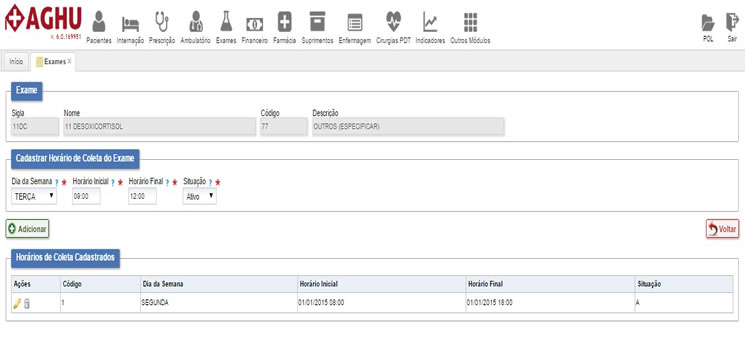 AGHU
v. 6.0.169951
Pacientes Internação Prescrição Ambulatório Exames Financeiro Farmácia Suprimentos Enfermagem Cirurgias PDT Indicadores Outros Módulos POL Sair
Início Exames X
Exame
Sigla Nome Código Descrição
11DC 11 DESOXICORTISOL 77 OUTROS (ESPECIFICAR)
Cadastrar Horário de Coleta do Exame
Dia da Semana ? * Horário Inicial ? * Horário Final ? * Situação ? *
TERÇA 09:00 12:00 Ativo
Adicionar Voltar
Horários de Coleta Cadastrados
Ações Código Dia da Semana Horário Inicial Horário Final Situação
1 SEGUNDA 01/01/2015 08:00 01/01/2015 18:00 A